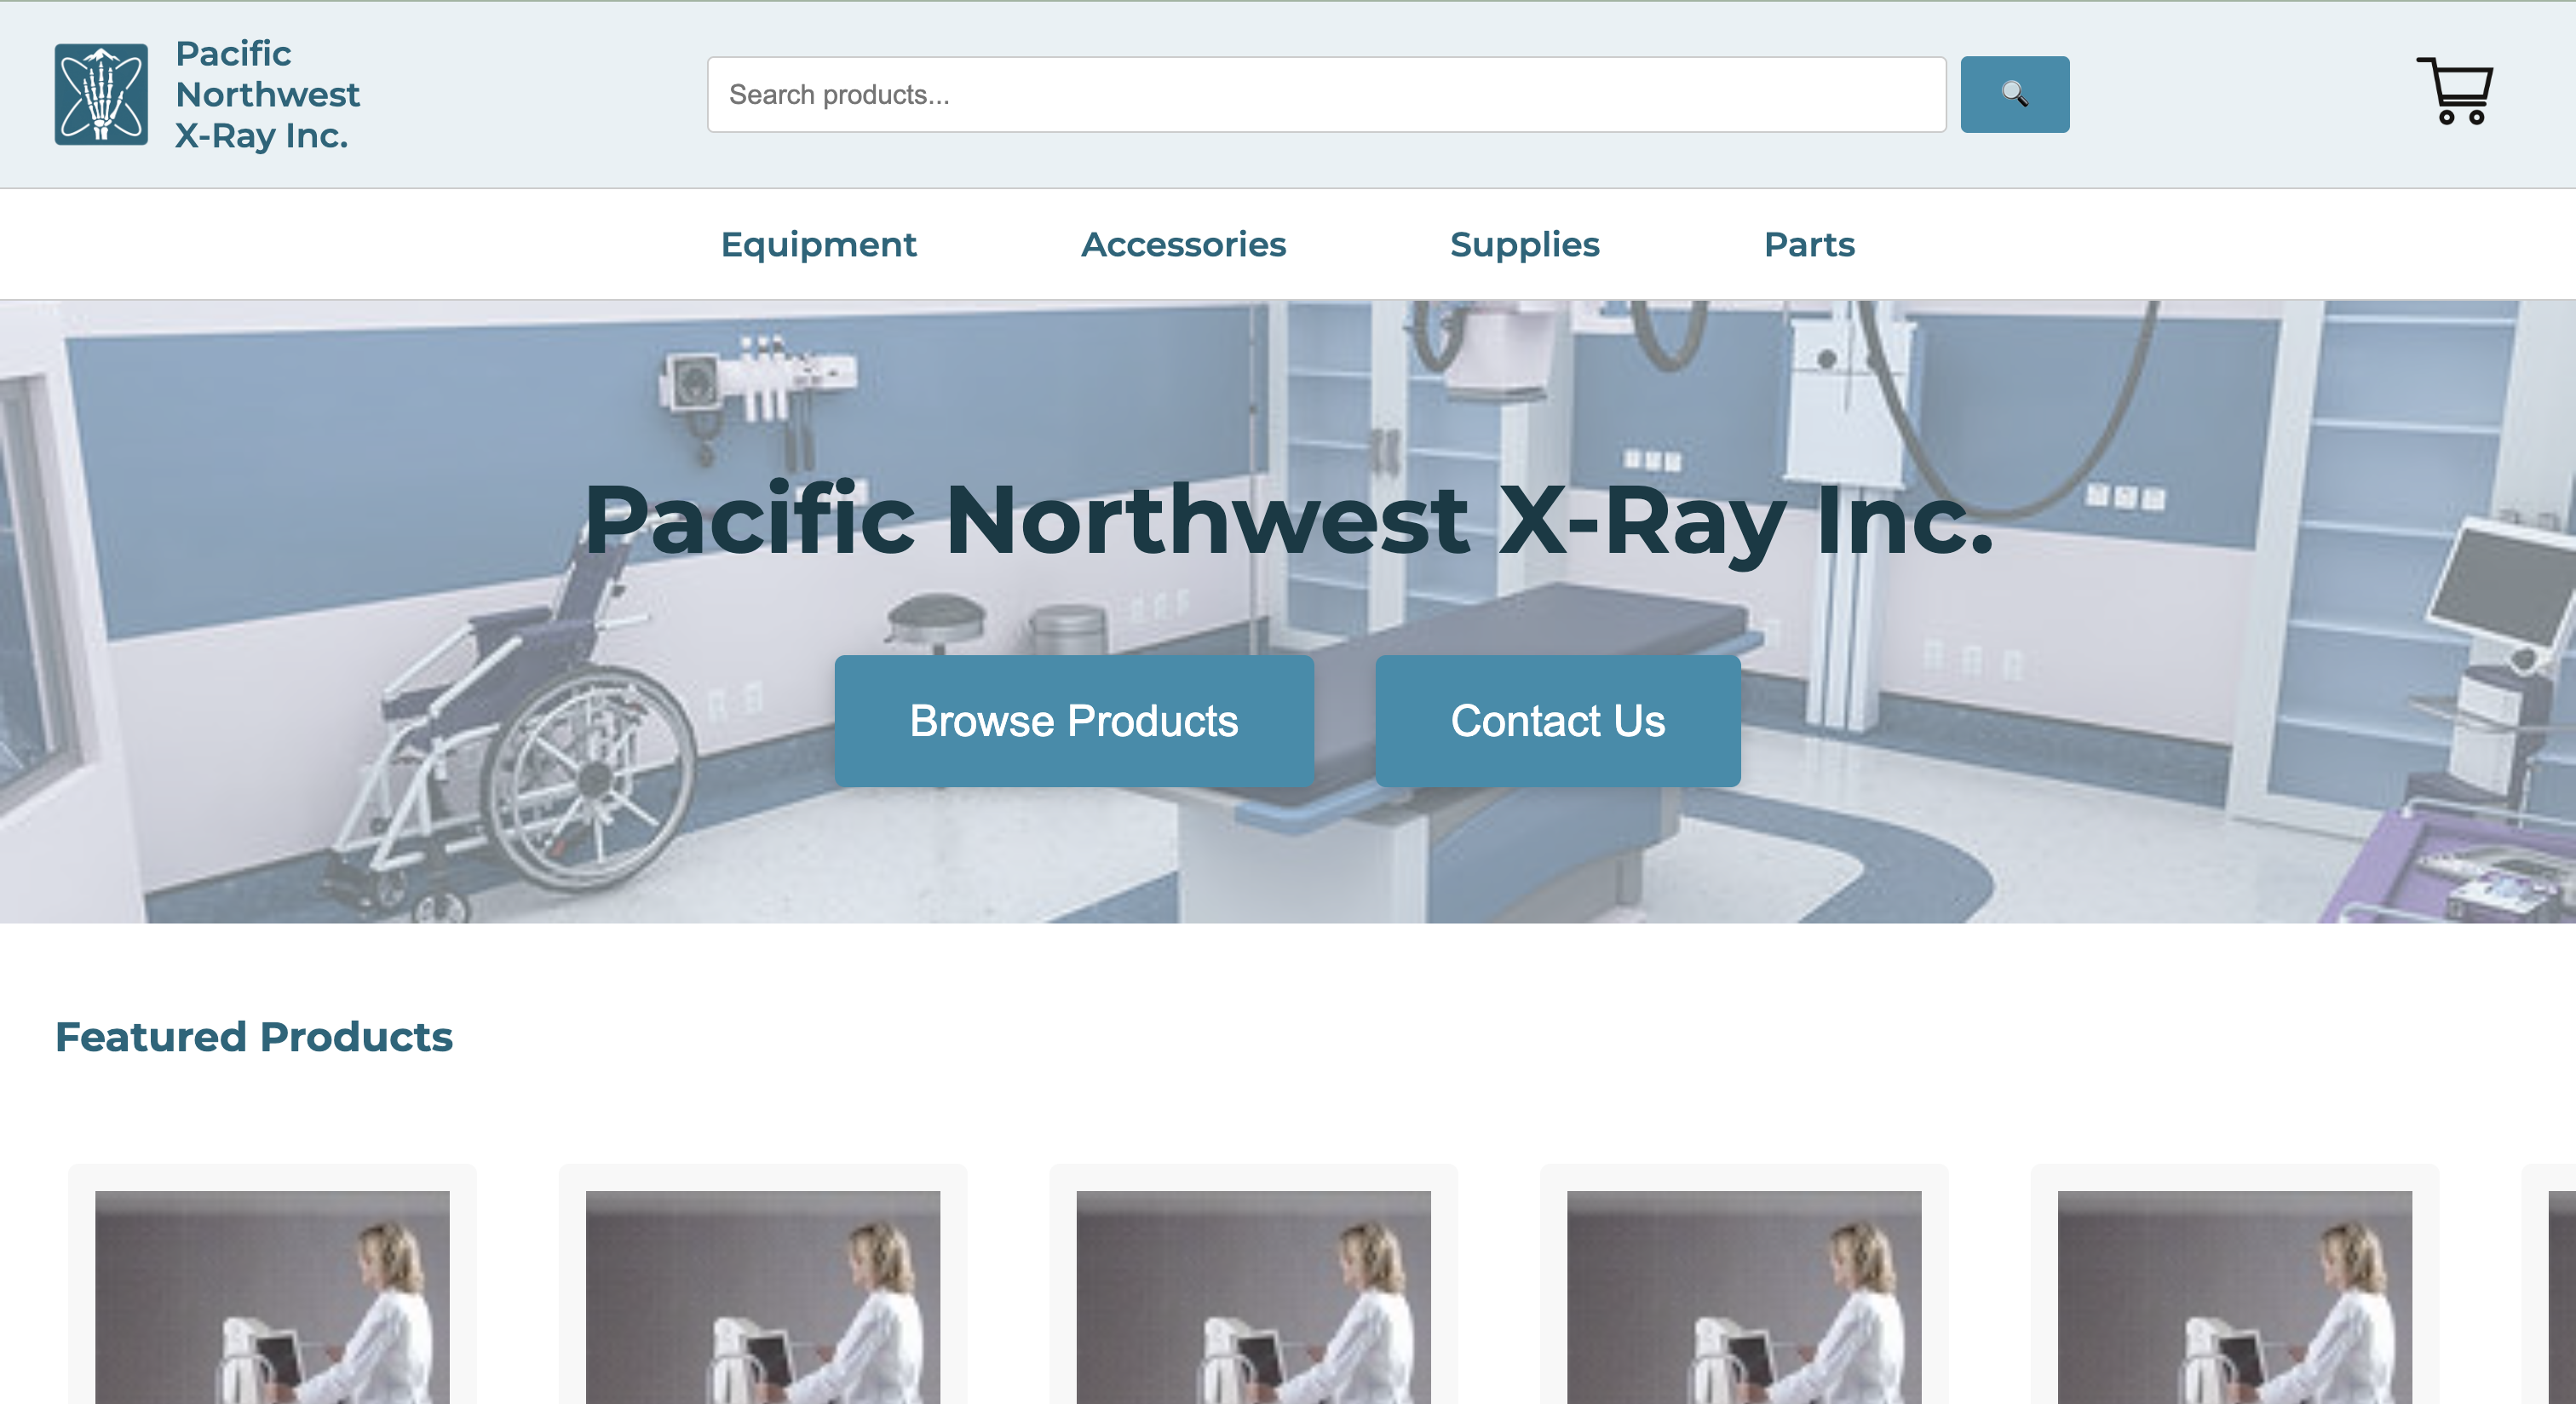 Pacific
Northwest
X-Ray Inc.
Search products...
Equipment Accessories Supplies Parts
Pacific Northwest X-Ray Inc.
Browse Products Contact Us
Featured Products